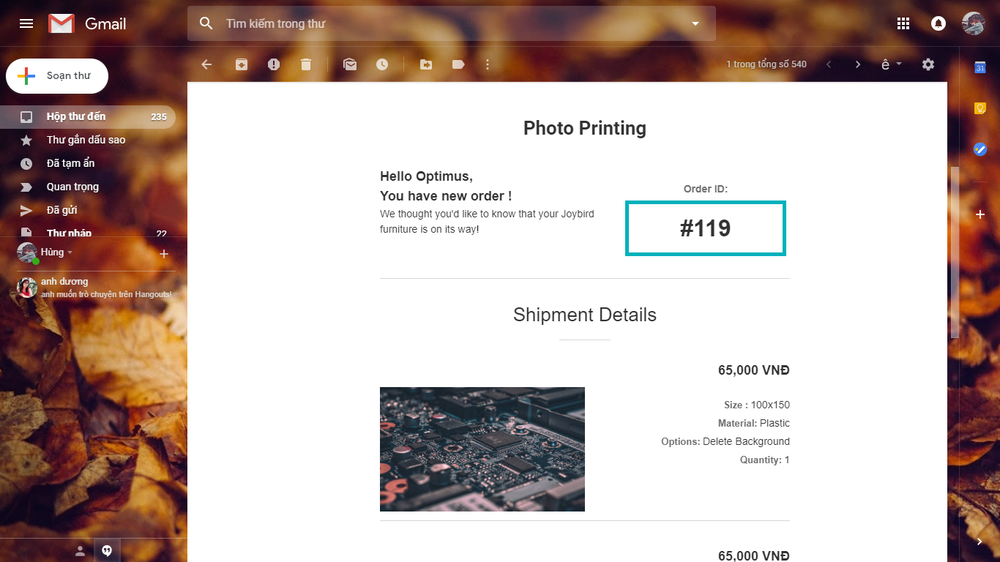 Gmail
Tìm kiếm trong thư
Soạn thư
1 trong tổng số 540
ê
31
Hộp thư đến 235
Thư gắn dấu sao
Đã tạm ẩn
Quan trọng
Đã gửi
Thư nháp 22
Hùng
anh dương
anh muốn trò chuyện trên Hangouts!
Photo Printing
Hello Optimus,
You have new order !
We thought you'd like to know that your Joybird
furniture is on its way!
Order ID:
#119
Shipment Details
65,000 VNĐ
Size : 100x150
Material: Plastic
Options: Delete Background
Quantity: 1
65,000 VNĐ